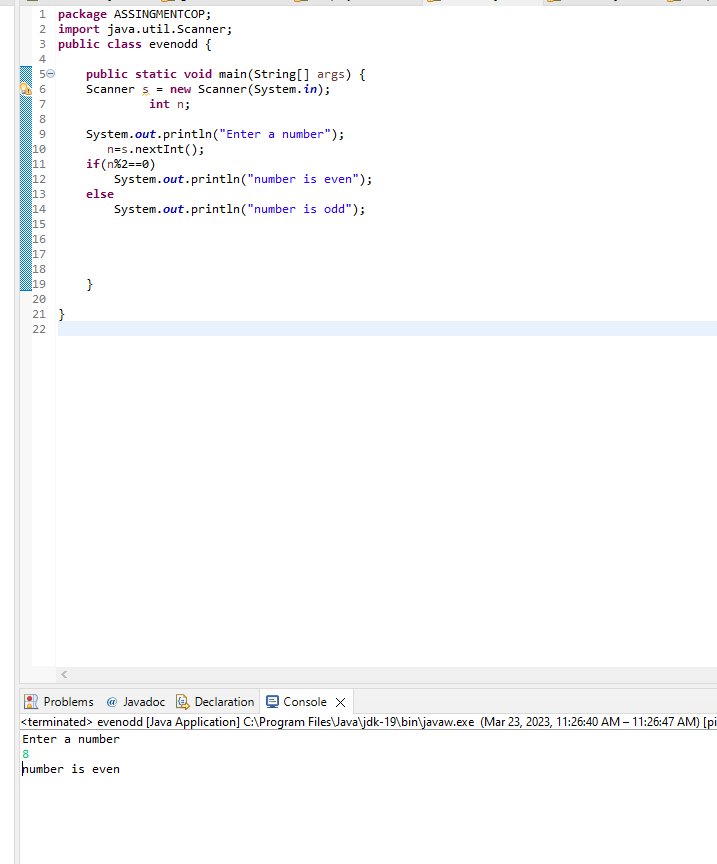 1 package ASSINGMENTCOP;
2 import java.util.Scanner;
3 public class evenodd {
4
5 public static void main(String[] args) {
6 Scanner s = new Scanner(System.in);
7 int n;
8
9 System.out.println("Enter a number");
10 n=s.nextInt();
11 if(n%2==0)
12 System.out.println("number is even");
13 else
14 System.out.println("number is odd");
15
16
17
18
19 }
20
21 }
22
Problems @ Javadoc Declaration Console
<terminated> evenodd [Java Application] C:\Program Files\Java\jdk-19\bin\javaw.exe (Mar 23, 2023, 11:26:40 AM – 11:26:47 AM) [pi
Enter a number
8
number is even